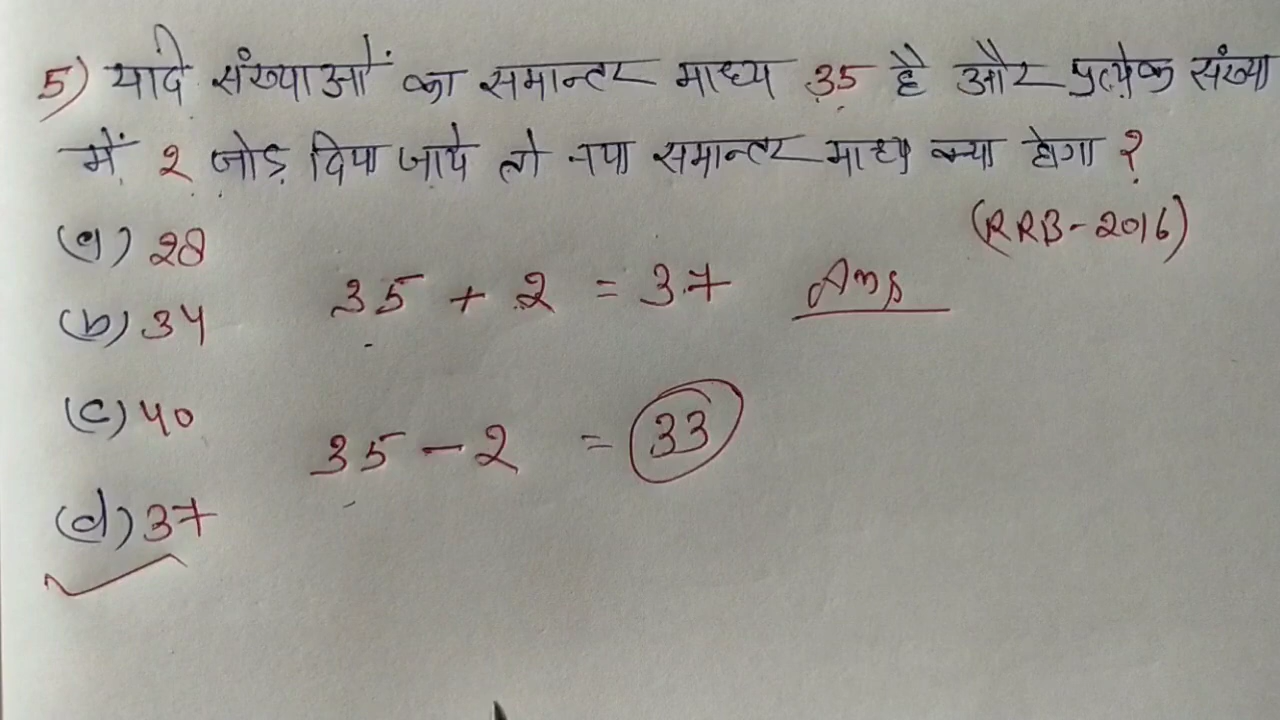 5) यदि संख्याओं का समान्तर माध्य 35 है और प्रत्येक संख्या
में 2 जोड़ दिया जाये तो नया समान्तर माध्य क्या होगा ?
(RRB-2016)
(a) 28
35 + 2 = 37 Ans
(b) 34
(c) 40
35 - 2 = 33
(d) 37